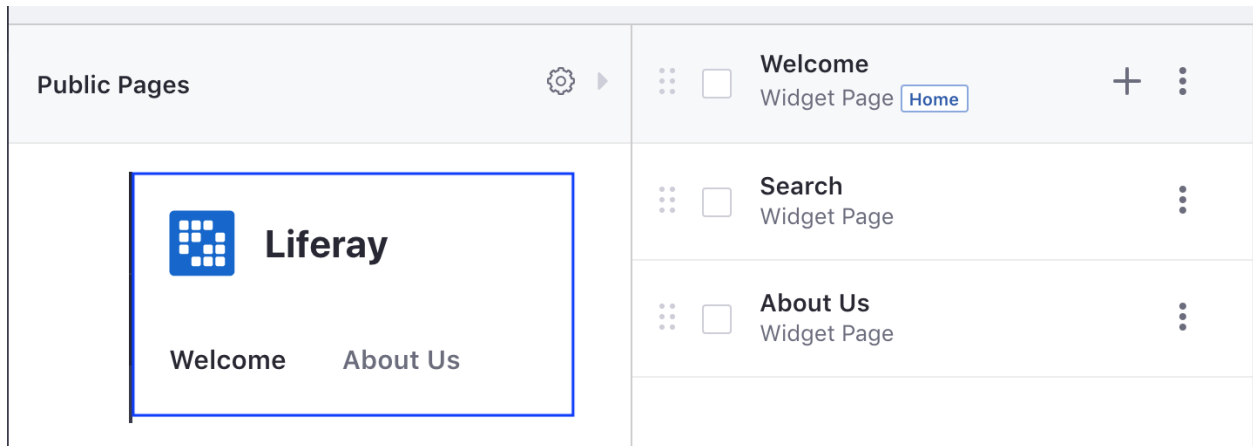 Public Pages
Liferay
Welcome About Us
Welcome
Widget Page Home
Search
Widget Page
About Us
Widget Page